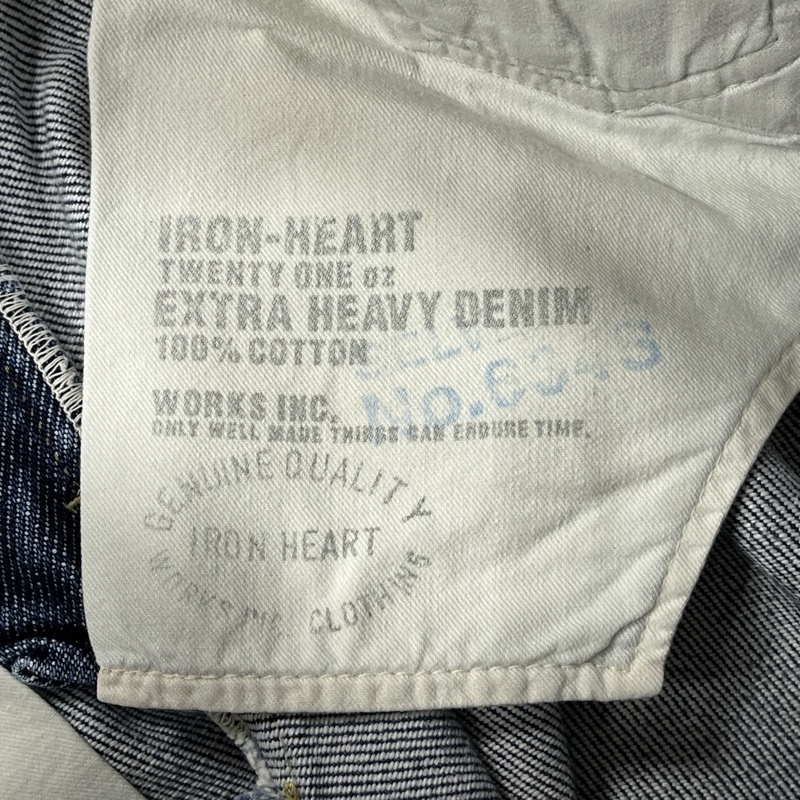 IRON-HEART
TWENTY ONE oz
EXTRA HEAVY DENIM
100% COTTON
WORKS INC.
ONLY WELL MADE THINGS CAN ENDURE TIME.
GENUINE QUALITY
IRON HEART
WORKS INC. CLOTHING